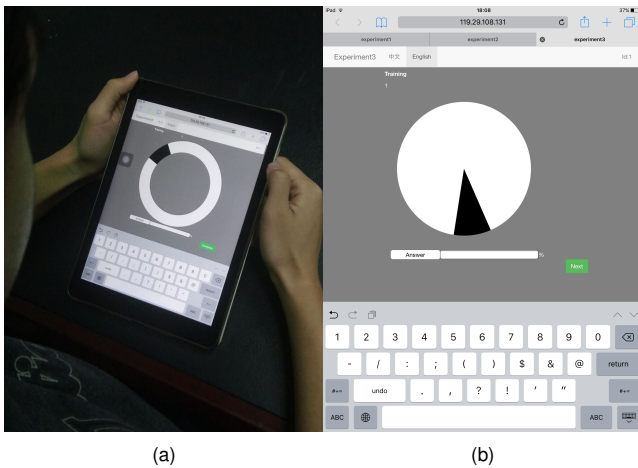 iPad 18:08 37%
119.29.108.131
experiment1 experiment2 experiment3
Experiment3 中文 English Id:1
Training
1
Answer %
Next
1 2 3 4 5 6 7 8 9 0
- / : ; ( ) $ & @ return
#+= undo . , ? ! ' " #+=
ABC ABC
(a) (b)